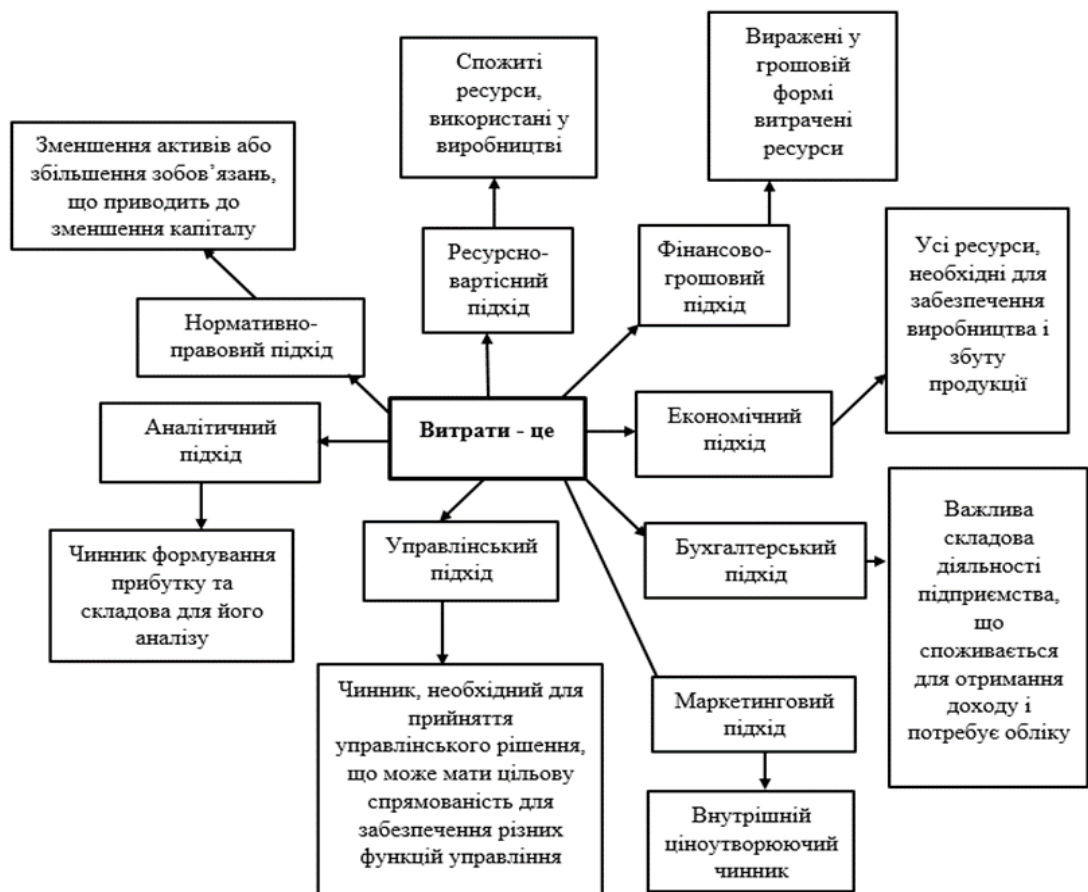 Спожиті
ресурси,
використані у
виробництві
Виражені у
грошовій
формі
витрачені
ресурси
Зменшення активів або
збільшення зобов’язань,
що приводить до
зменшення капіталу
Ресурсно-
вартісний
підхід
Фінансово-
грошовий
підхід
Усі ресурси,
необхідні для
забезпечення
виробництва і
збуту
продукції
Нормативно-
правовий підхід
Аналітичний
підхід
Витрати - це
Економічний
підхід
Чинник формування
прибутку та
складова для його
аналізу
Управлінський
підхід
Бухгалтерський
підхід
Важлива
складова
діяльності
підприємства,
що
споживається
для отримання
доходу і
потребує обліку
Чинник, необхідний для
прийняття
управлінського рішення,
що може мати цільову
спрямованість для
забезпечення різних
функцій управління
Маркетинговий
підхід
Внутрішній
ціноутворюючий
чинник